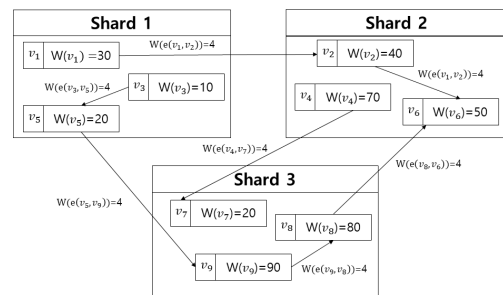 Shard 1
v₁ W(v₁) =30
W(e(v₁,v₂))=4
W(e(v₃,v₅))=4
v₃ W(v₃)=10
v₅ W(v₅)=20
Shard 2
v₂ W(v₂)=40
W(e(v₁,v₂))=4
v₄ W(v₄)=70
v₆ W(v₆)=50
W(e(v₄,v₇))=4
W(e(v₈,v₆))=4
W(e(v₅,v₉))=4
Shard 3
v₇ W(v₇)=20
v₈ W(v₈)=80
v₉ W(v₉)=90
W(e(v₉,v₈))=4